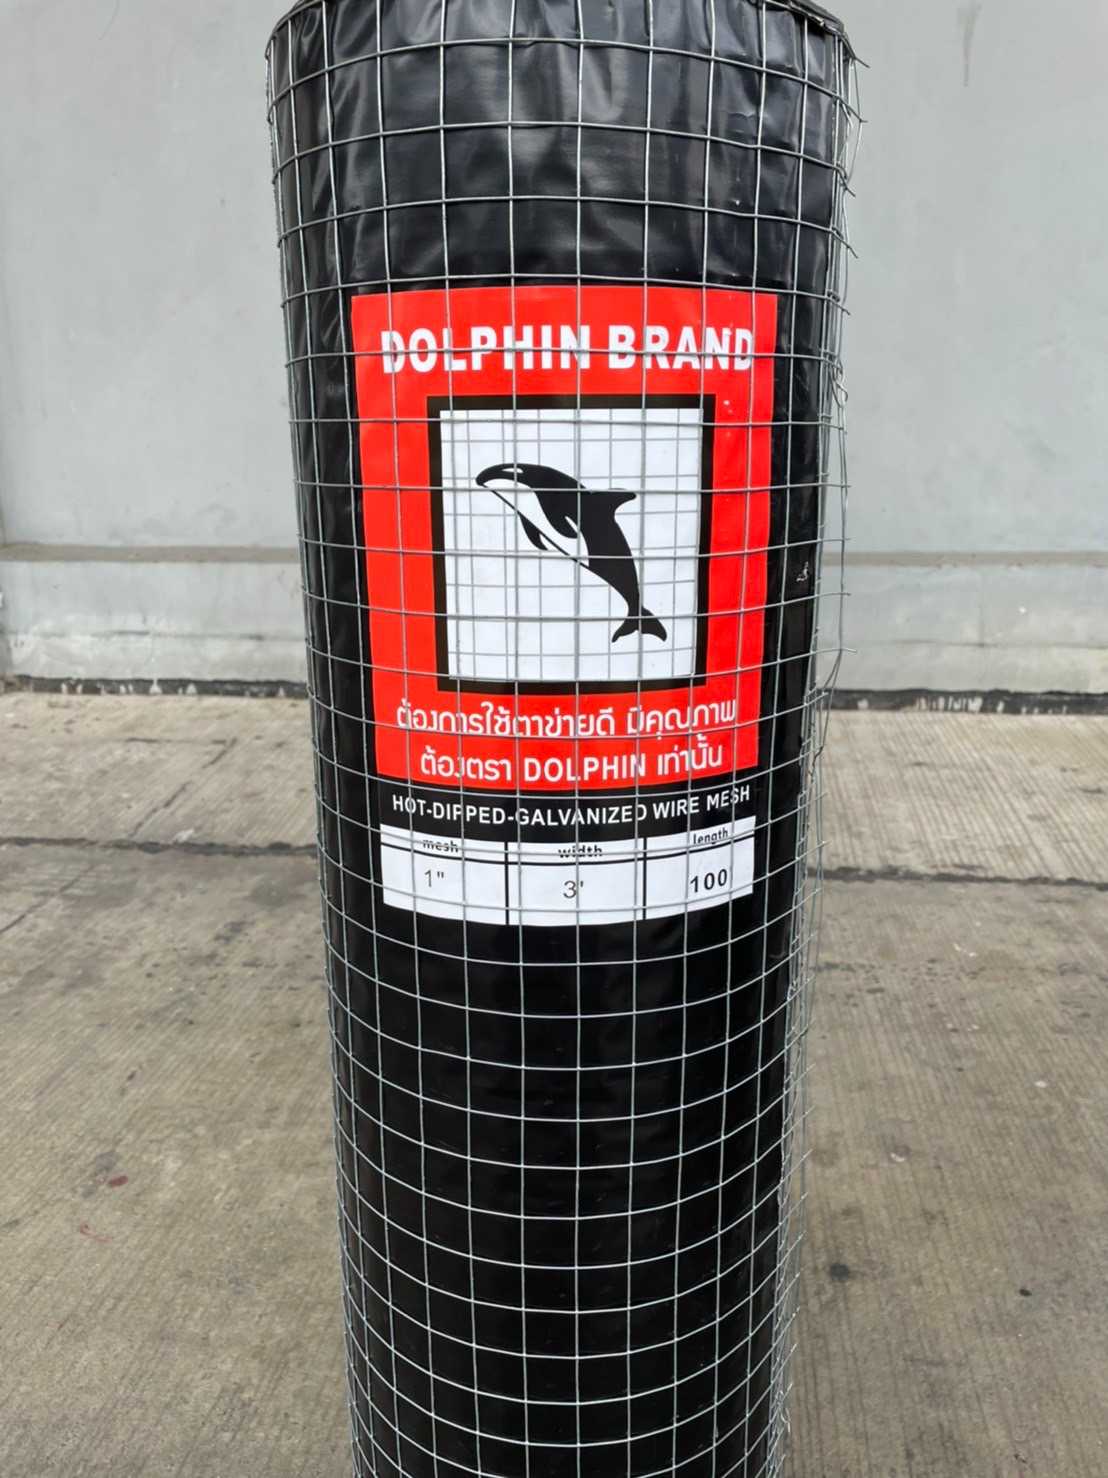 DOLPHIN BRAND
ต้องการใช้ตาข่ายดี มีคุณภาพ
ต้องตรา DOLPHIN เท่านั้น
HOT-DIPPED-GALVANIZED WIRE MESH
mesh width length
1" 3' 100'